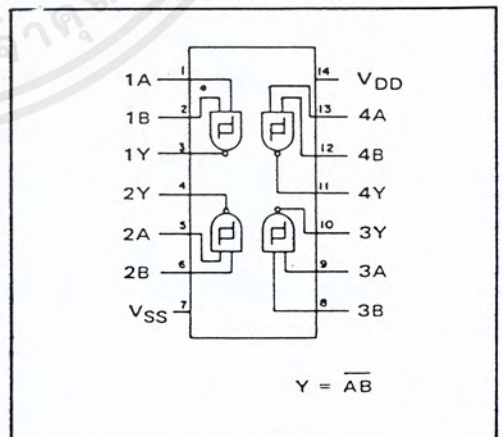 1A 1 14 VDD
1B 2 13 4A
1Y 3 12 4B
2Y 4 11 4Y
2A 5 10 3Y
2B 6 9 3A
VSS 7 8 3B
Y = \overline{AB}